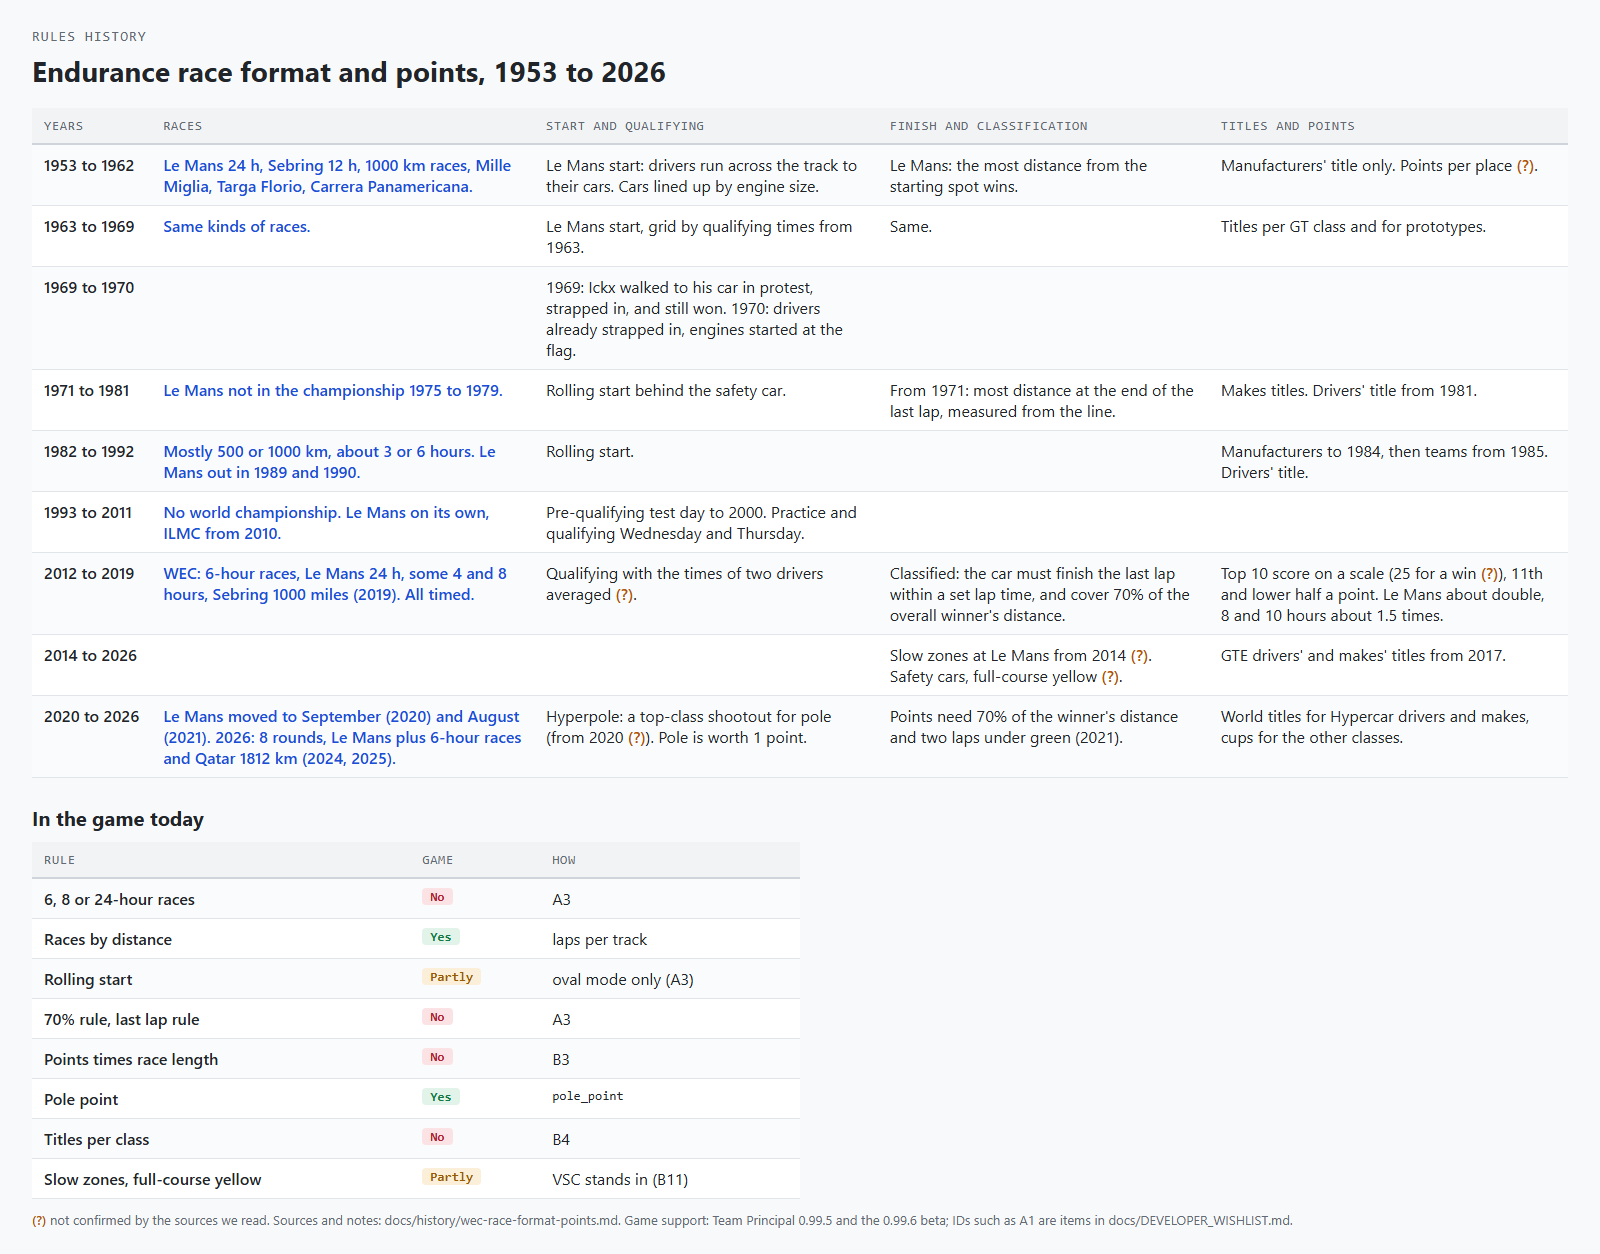 RULES HISTORY
Endurance race format and points, 1953 to 2026
YEARS RACES START AND QUALIFYING FINISH AND CLASSIFICATION TITLES AND POINTS
1953 to 1962
Le Mans 24 h, Sebring 12 h, 1000 km races, Mille
Miglia, Targa Florio, Carrera Panamericana.
Le Mans start: drivers run across the track to
their cars. Cars lined up by engine size.
Le Mans: the most distance from the
starting spot wins.
Manufacturers' title only. Points per place (?).
1963 to 1969
Same kinds of races.
Le Mans start, grid by qualifying times from
1963.
Same.
Titles per GT class and for prototypes.
1969 to 1970
1969: Ickx walked to his car in protest,
strapped in, and still won. 1970: drivers
already strapped in, engines started at the
flag.
1971 to 1981
Le Mans not in the championship 1975 to 1979.
Rolling start behind the safety car.
From 1971: most distance at the end of the
last lap, measured from the line.
Makes titles. Drivers' title from 1981.
1982 to 1992
Mostly 500 or 1000 km, about 3 or 6 hours. Le
Mans out in 1989 and 1990.
Rolling start.
Manufacturers to 1984, then teams from 1985.
Drivers' title.
1993 to 2011
No world championship. Le Mans on its own,
ILMC from 2010.
Pre-qualifying test day to 2000. Practice and
qualifying Wednesday and Thursday.
2012 to 2019
WEC: 6-hour races, Le Mans 24 h, some 4 and 8
hours, Sebring 1000 miles (2019). All timed.
Qualifying with the times of two drivers
averaged (?).
Classified: the car must finish the last lap
within a set lap time, and cover 70% of the
overall winner's distance.
Top 10 score on a scale (25 for a win (?)), 11th
and lower half a point. Le Mans about double,
8 and 10 hours about 1.5 times.
2014 to 2026
Slow zones at Le Mans from 2014 (?).
Safety cars, full-course yellow (?).
GTE drivers' and makes' titles from 2017.
2020 to 2026
Le Mans moved to September (2020) and August
(2021). 2026: 8 rounds, Le Mans plus 6-hour races
and Qatar 1812 km (2024, 2025).
Hyperpole: a top-class shootout for pole
(from 2020 (?)). Pole is worth 1 point.
Points need 70% of the winner's distance
and two laps under green (2021).
World titles for Hypercar drivers and makes,
cups for the other classes.
In the game today
RULE GAME HOW
6, 8 or 24-hour races No A3
Races by distance Yes laps per track
Rolling start Partly oval mode only (A3)
70% rule, last lap rule No A3
Points times race length No B3
Pole point Yes pole_point
Titles per class No B4
Slow zones, full-course yellow Partly VSC stands in (B11)
(?) not confirmed by the sources we read. Sources and notes: docs/history/wec-race-format-points.md. Game support: Team Principal 0.99.5 and the 0.99.6 beta; IDs such as A1 are items in docs/DEVELOPER_WISHLIST.md.